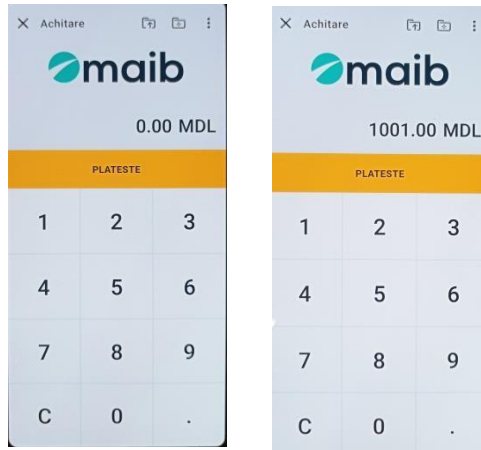 Achitare
maib
0.00 MDL
PLATESTE
1 2 3
4 5 6
7 8 9
C 0 .
Achitare
maib
1001.00 MDL
PLATESTE
1 2 3
4 5 6
7 8 9
C 0 .